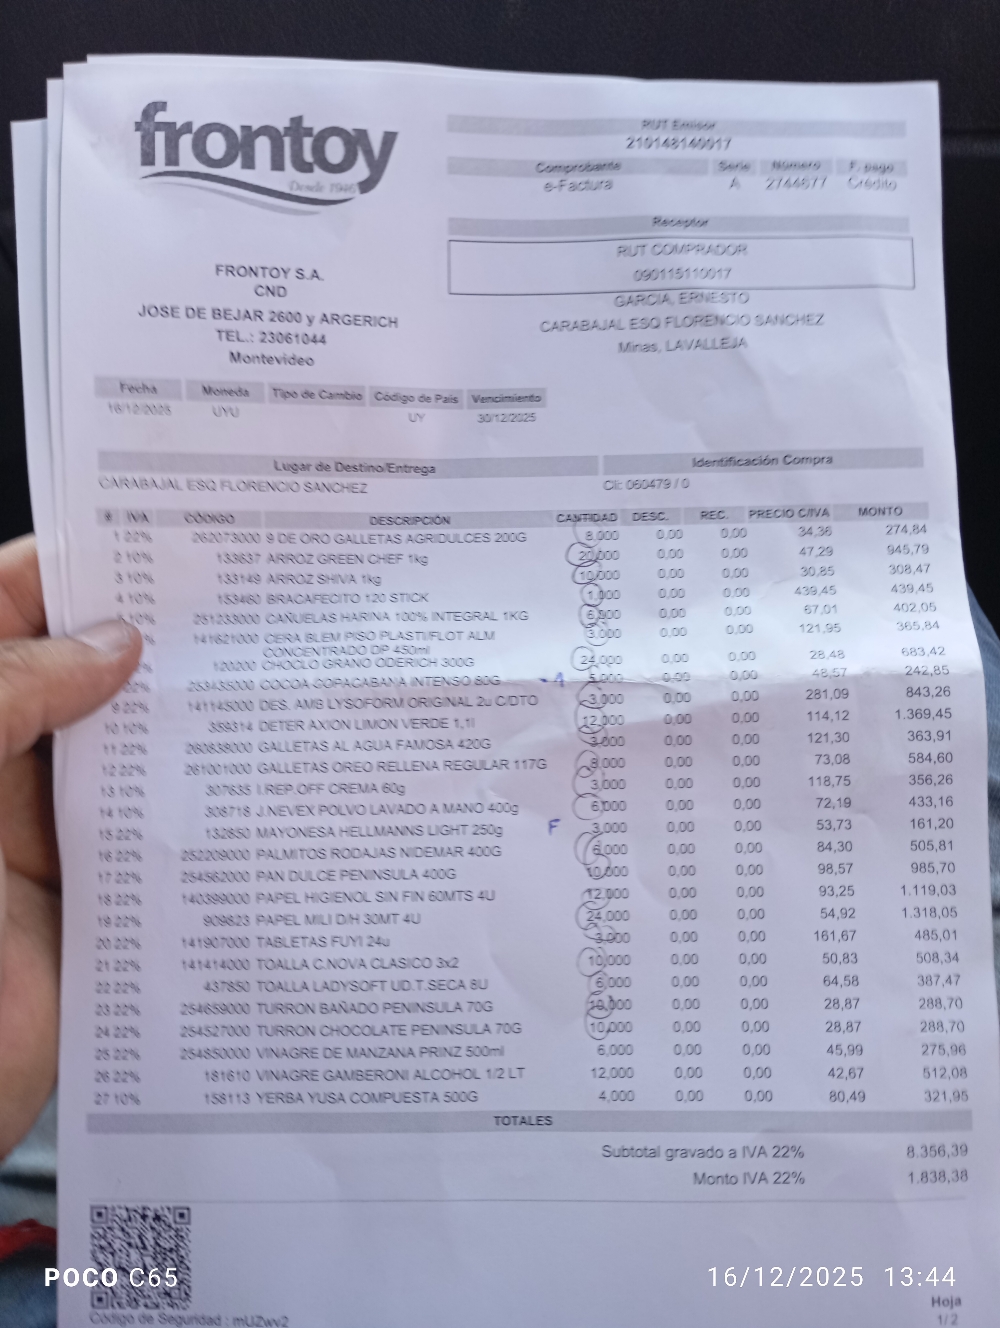 frontoy
Desde 1946
RUT Emisor
210148140017
Comprobante Serie Número F. pago
e-Factura A 2744677 Crédito
Receptor
RUT COMPRADOR
090115110017
GARCIA, ERNESTO
CARABAJAL ESQ FLORENCIO SANCHEZ
Minas, LAVALLEJA
FRONTOY S.A.
CND
JOSE DE BEJAR 2600 y ARGERICH
TEL.: 23061044
Montevideo
Fecha Moneda Tipo de Cambio Código de País Vencimiento
16/12/2025 UYU UY 30/12/2025
Lugar de Destino/Entrega Identificación Compra
CARABAJAL ESQ FLORENCIO SANCHEZ CI: 060479 / 0
# IVA CÓDIGO DESCRIPCIÓN CANTIDAD DESC. REC. PRECIO C/IVA MONTO
1 22% 262073000 9 DE ORO GALLETAS AGRIDULCES 200G 8,000 0,00 0,00 34,36 274,84
2 10% 133637 ARROZ GREEN CHEF 1kg 20,000 0,00 0,00 47,29 945,79
3 10% 133149 ARROZ SHIVA 1kg 10,000 0,00 0,00 30,85 308,47
4 10% 153460 BRACAFECITO 120 STICK 1,000 0,00 0,00 439,45 439,45
5 10% 251233000 CAÑUELAS HARINA 100% INTEGRAL 1KG 6,000 0,00 0,00 67,01 402,05
% 141621000 CERA BLEM PISO PLASTI/FLOT ALM 3,000 0,00 0,00 121,95 365,84
CONCENTRADO DP 450ml
% 120200 CHOCLO GRANO ODERICH 300G 24,000 0,00 0,00 28,48 683,42
22% 253435000 COCOA COPACABANA INTENSO 80G - 4 5,000 0,00 0,00 48,57 242,85
9 22% 141145000 DES. AMB LYSOFORM ORIGINAL 2u C/DTO 3,000 0,00 0,00 281,09 843,26
10 10% 359314 DETER AXION LIMON VERDE 1,1l 12,000 0,00 0,00 114,12 1.369,45
11 22% 260638000 GALLETAS AL AGUA FAMOSA 420G 3,000 0,00 0,00 121,30 363,91
12 22% 261001000 GALLETAS OREO RELLENA REGULAR 117G 8,000 0,00 0,00 73,08 584,60
13 10% 307635 I.REP.OFF CREMA 60g 3,000 0,00 0,00 118,75 356,26
14 10% 306718 J.NEVEX POLVO LAVADO A MANO 400g 6,000 0,00 0,00 72,19 433,16
15 22% 132850 MAYONESA HELLMANNS LIGHT 250g F 3,000 0,00 0,00 53,73 161,20
16 22% 252209000 PALMITOS RODAJAS NIDEMAR 400G 6,000 0,00 0,00 84,30 505,81
17 22% 254562000 PAN DULCE PENINSULA 400G 10,000 0,00 0,00 98,57 985,70
18 22% 140399000 PAPEL HIGIENOL SIN FIN 60MTS 4U 12,000 0,00 0,00 93,25 1.119,03
19 22% 909823 PAPEL MILI D/H 30MT 4U 24,000 0,00 0,00 54,92 1.318,05
20 22% 141907000 TABLETAS FUYI 24u 3,000 0,00 0,00 161,67 485,01
21 22% 141414000 TOALLA C.NOVA CLASICO 3x2 10,000 0,00 0,00 50,83 508,34
22 22% 437850 TOALLA LADYSOFT UD.T.SECA 8U 6,000 0,00 0,00 64,58 387,47
23 22% 254659000 TURRON BAÑADO PENINSULA 70G 10,000 0,00 0,00 28,87 288,70
24 22% 254527000 TURRON CHOCOLATE PENINSULA 70G 10,000 0,00 0,00 28,87 288,70
25 22% 254850000 VINAGRE DE MANZANA PRINZ 500ml 6,000 0,00 0,00 45,99 275,96
26 22% 181610 VINAGRE GAMBERONI ALCOHOL 1/2 LT 12,000 0,00 0,00 42,67 512,08
27 10% 158113 YERBA YUSA COMPUESTA 500G 4,000 0,00 0,00 80,49 321,95
TOTALES
Subtotal gravado a IVA 22% 8.356,39
Monto IVA 22% 1.838,38
POCO C65
16/12/2025 13:44
Código de Seguridad : mUZwv2
Hoja
1/2